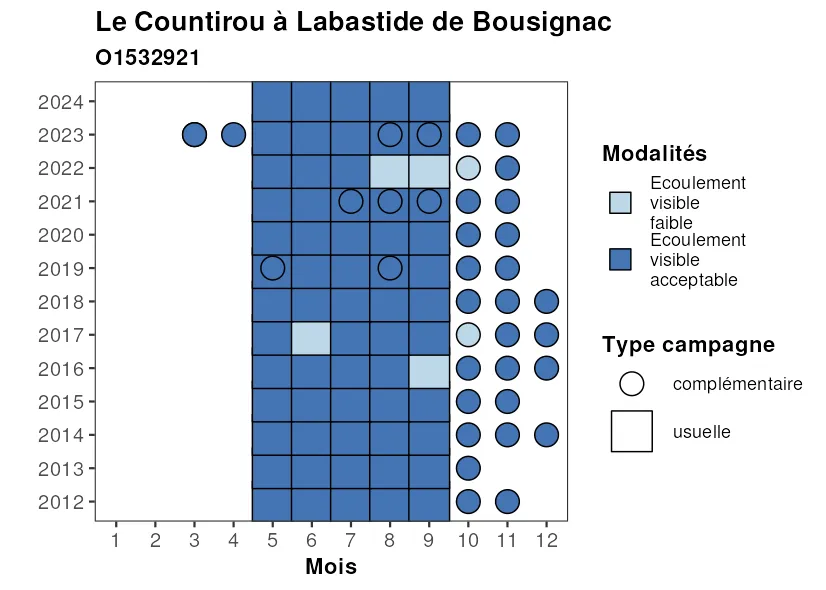 Le Countirou à Labastide de Bousignac
O1532921
2024
2023
2022
2021
2020
2019
2018
2017
2016
2015
2014
2013
2012
1 2 3 4 5 6 7 8 9 10 11 12
Mois
Modalités
Ecoulement
visible
faible
Ecoulement
visible
acceptable
Type campagne
complémentaire
usuelle